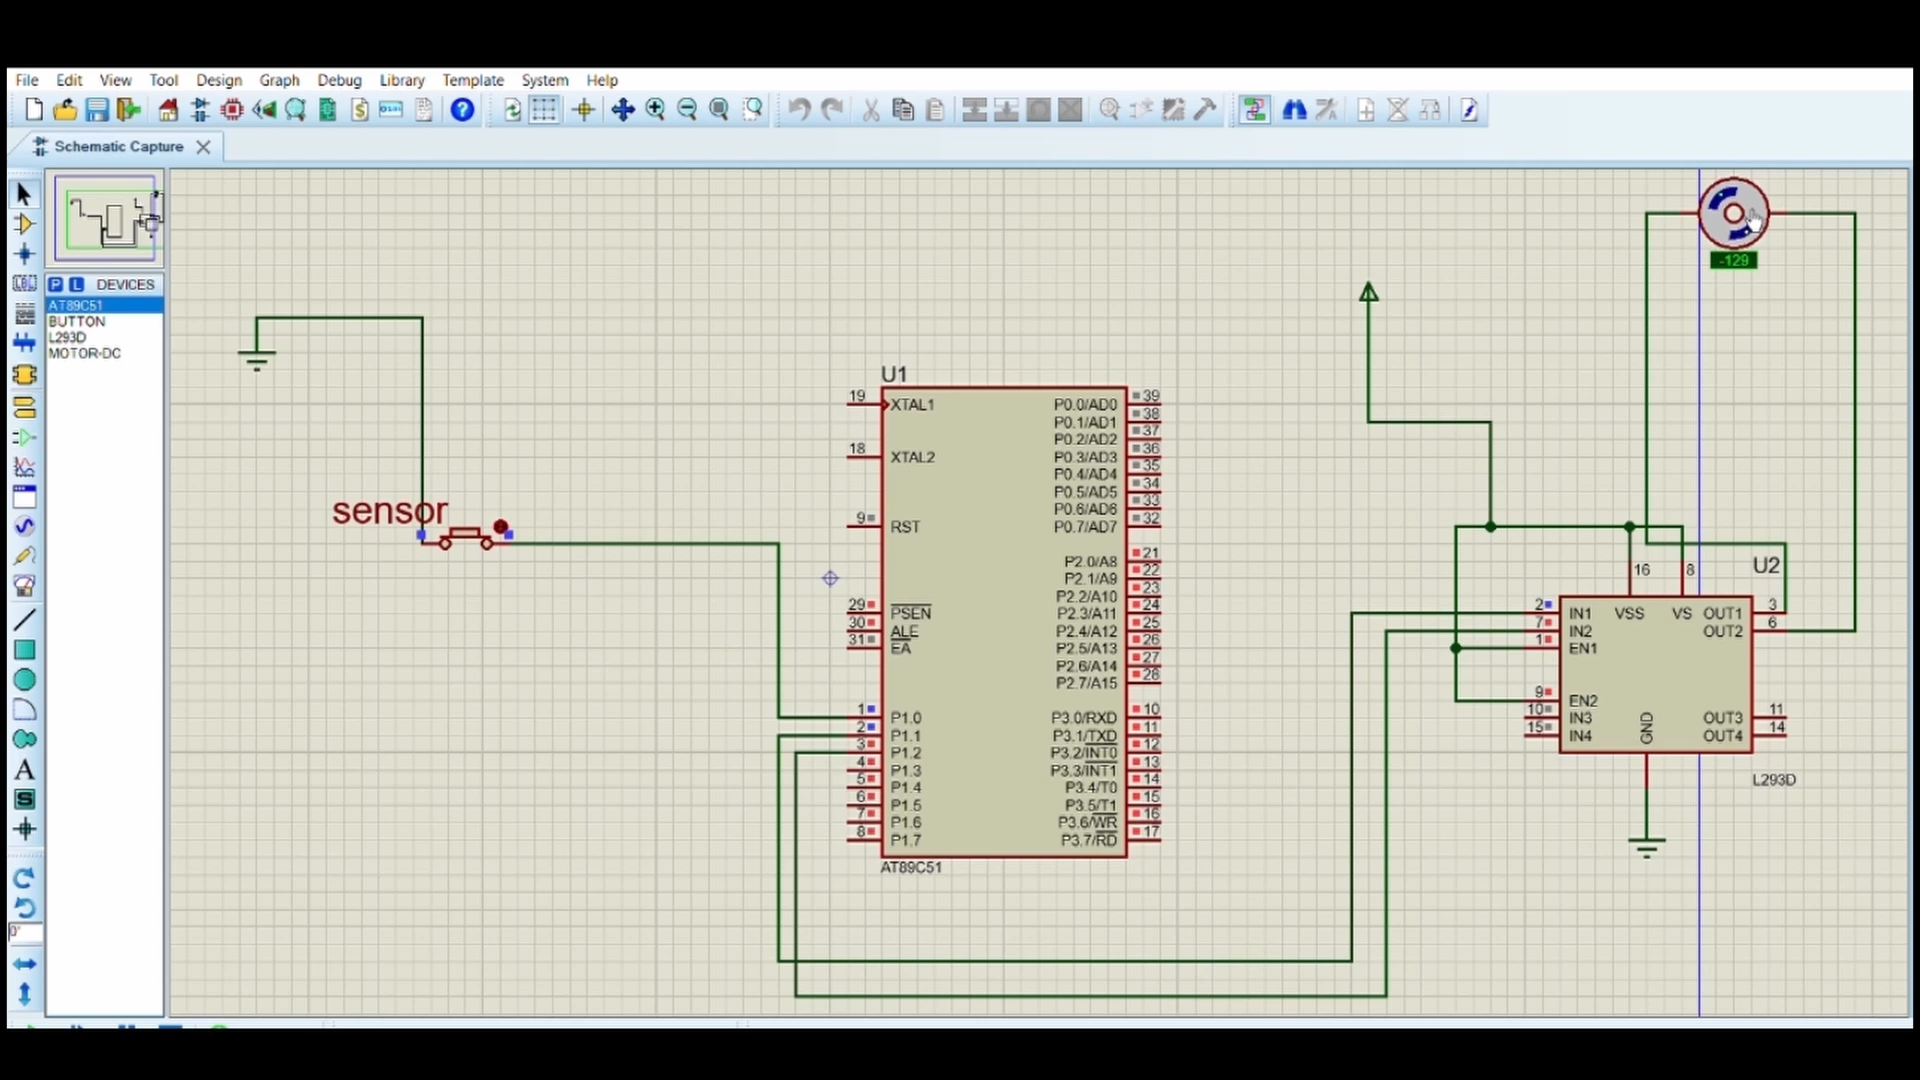 File Edit View Tool Design Graph Debug Library Template System Help
Schematic Capture
P L DEVICES
AT89C51
BUTTON
L293D
MOTOR-DC
-129
sensor
U1
19 XTAL1
18 XTAL2
9 RST
29 PSEN
30 ALE
31 EA
1 P1.0
2 P1.1
3 P1.2
4 P1.3
5 P1.4
6 P1.5
7 P1.6
8 P1.7
P0.0/AD0 39
P0.1/AD1 38
P0.2/AD2 37
P0.3/AD3 36
P0.4/AD4 35
P0.5/AD5 34
P0.6/AD6 33
P0.7/AD7 32
P2.0/A8 21
P2.1/A9 22
P2.2/A10 23
P2.3/A11 24
P2.4/A12 25
P2.5/A13 26
P2.6/A14 27
P2.7/A15 28
P3.0/RXD 10
P3.1/TXD 11
P3.2/INT0 12
P3.3/INT1 13
P3.4/T0 14
P3.5/T1 15
P3.6/WR 16
P3.7/RD 17
AT89C51
U2
16 8
2 IN1 VSS VS OUT1 3
7 IN2 OUT2 6
1 EN1
9 EN2
10 IN3 OUT3 11
15 IN4 OUT4 14
GND
L293D